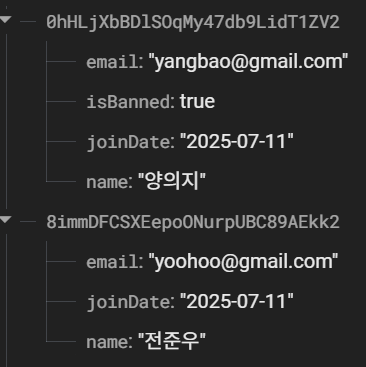 0hHLjXbBDlSOqMy47db9LidT1ZV2
email: "yangbao@gmail.com"
isBanned: true
joinDate: "2025-07-11"
name: "양의지"
8immDFCSXEepoONurpUBC89AEkk2
email: "yoohoo@gmail.com"
joinDate: "2025-07-11"
name: "전준우"